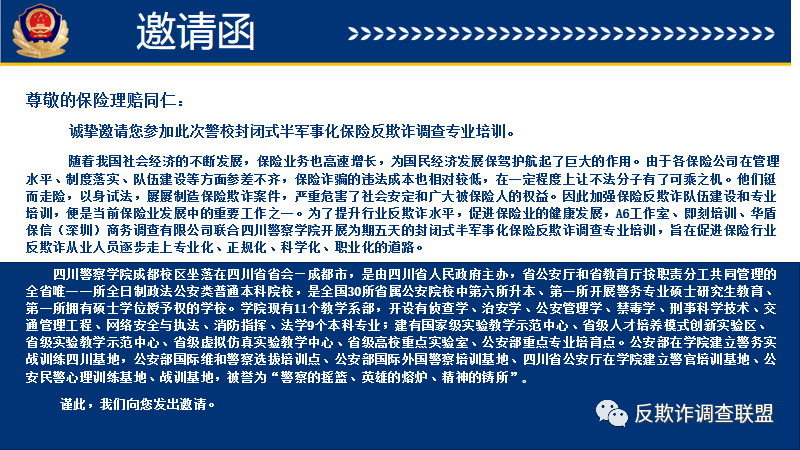 邀请函
尊敬的保险理赔同仁：
诚挚邀请您参加此次警校封闭式半军事化保险反欺诈调查专业培训。
随着我国社会经济的不断发展，保险业务也高速增长，为国民经济发展保驾护航起了巨大的作用。由于各保险公司在管理
水平、制度落实、队伍建设等方面参差不齐，保险诈骗的违法成本也相对较低，在一定程度上让不法分子有了可乘之机。他们铤
而走险，以身试法，屡屡制造保险欺诈案件，严重危害了社会安定和广大被保险人的权益。因此加强保险反欺诈队伍建设和专业
培训，便是当前保险业发展中的重要工作之一。为了提升行业反欺诈水平，促进保险业的健康发展，A6工作室、即刻培训、华盾
保信（深圳）商务调查有限公司联合四川警察学院开展为期五天的封闭式半军事化保险反欺诈调查专业培训，旨在促进保险行业
反欺诈从业人员逐步走上专业化、正规化、科学化、职业化的道路。
四川警察学院成都校区坐落在四川省省会—成都市，是由四川省人民政府主办，省公安厅和省教育厅按职责分工共同管理的
全省唯一一所全日制政法公安类普通本科院校，是全国30所省属公安院校中第六所升本、第一所开展警务专业硕士研究生教育、
第一所拥有硕士学位授予权的学校。学院现有11个教学系部，开设有侦查学、治安学、公安管理学、禁毒学、刑事科学技术、交
通管理工程、网络安全与执法、消防指挥、法学9个本科专业；建有国家级实验教学示范中心、省级人才培养模式创新实验区、
省级实验教学示范中心、省级虚拟仿真实验教学中心、省级高校重点实验室、公安部重点专业培育点。公安部在学院建立警务实
战训练四川基地，公安部国际维和警察选拔培训点、公安部国际外国警察培训基地、四川省公安厅在学院建立警官培训基地、公
安民警心理训练基地、战训基地，被誉为“警察的摇篮、英雄的熔炉、精神的铸所”。
谨此，我们向您发出邀请。
反欺诈调查联盟